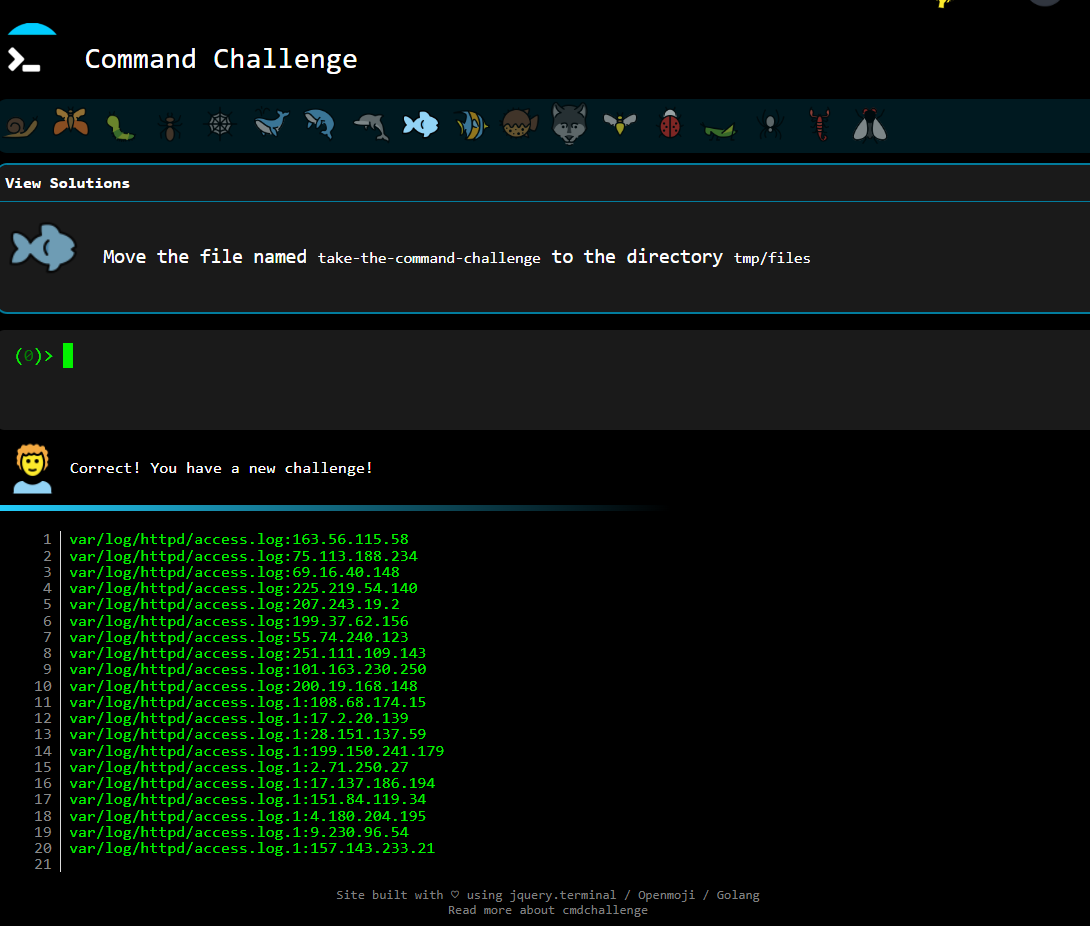 Command Challenge
View Solutions
Move the file named take-the-command-challenge to the directory tmp/files
(0)>
Correct! You have a new challenge!
1 var/log/httpd/access.log:163.56.115.58
2 var/log/httpd/access.log:75.113.188.234
3 var/log/httpd/access.log:69.16.40.148
4 var/log/httpd/access.log:225.219.54.140
5 var/log/httpd/access.log:207.243.19.2
6 var/log/httpd/access.log:199.37.62.156
7 var/log/httpd/access.log:55.74.240.123
8 var/log/httpd/access.log:251.111.109.143
9 var/log/httpd/access.log:101.163.230.250
10 var/log/httpd/access.log:200.19.168.148
11 var/log/httpd/access.log.1:108.68.174.15
12 var/log/httpd/access.log.1:17.2.20.139
13 var/log/httpd/access.log.1:28.151.137.59
14 var/log/httpd/access.log.1:199.150.241.179
15 var/log/httpd/access.log.1:2.71.250.27
16 var/log/httpd/access.log.1:17.137.186.194
17 var/log/httpd/access.log.1:151.84.119.34
18 var/log/httpd/access.log.1:4.180.204.195
19 var/log/httpd/access.log.1:9.230.96.54
20 var/log/httpd/access.log.1:157.143.233.21
21
Site built with ♡ using jquery.terminal / Openmoji / Golang
Read more about cmdchallenge